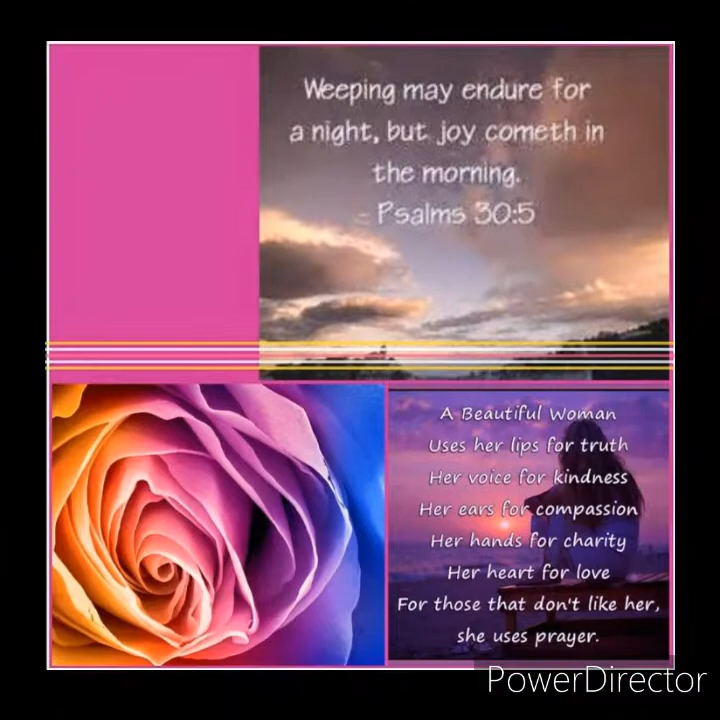 Weeping may endure for
a night, but joy cometh in
the morning.
- Psalms 30:5
A Beautiful Woman
Uses her lips for truth
Her voice for kindness
Her ears for compassion
Her hands for charity
Her heart for love
For those that don't like her,
she uses prayer.
PowerDirector